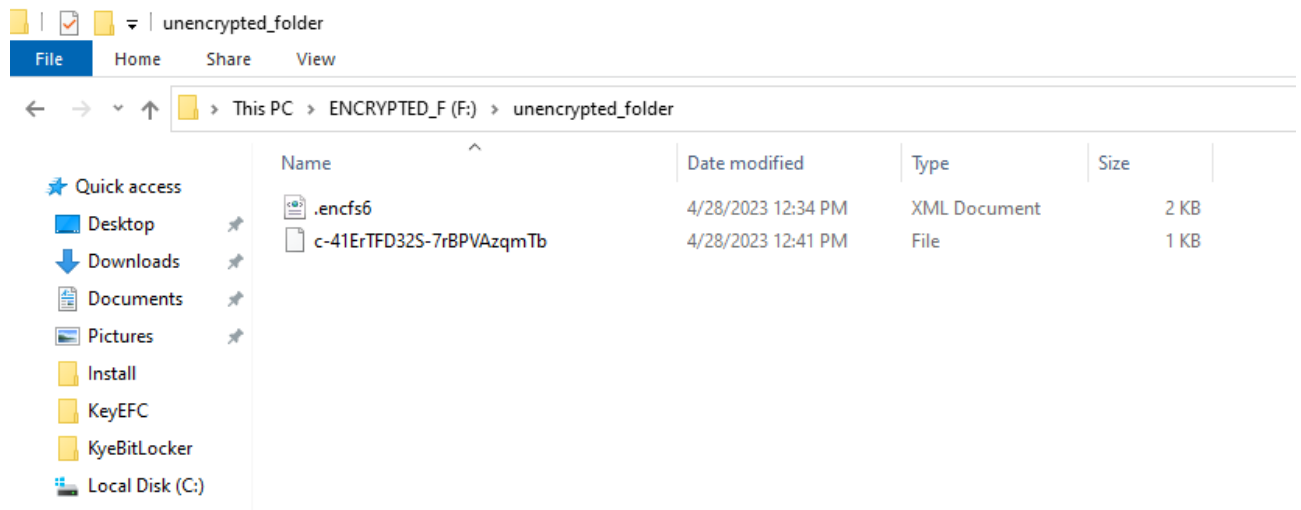 unencrypted_folder
File Home Share View
This PC > ENCRYPTED_F (F:) > unencrypted_folder
Name Date modified Type Size
Quick access
Desktop
Downloads
Documents
Pictures
Install
KeyEFC
KyeBitLocker
Local Disk (C:)
.encfs6 4/28/2023 12:34 PM XML Document 2 KB
c-41ErTFD32S-7rBPVAzqmTb 4/28/2023 12:41 PM File 1 KB